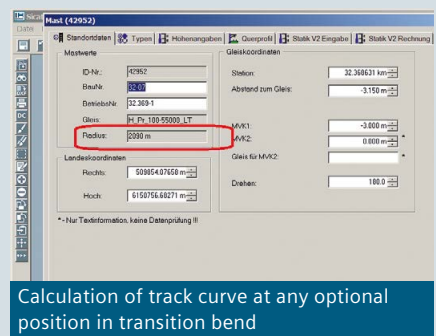 Mast (42952)
Standortdaten Typen Höhenangaben Querprofil Statik V2 Eingabe Statik V2 Rechnung
Mastwerte
ID-Nr.: 42952
BauNr. 32-07
BetriebsNr. 32.369-1
Gleis: H_Pr_100-55000_LT
Radius: 2090 m
Landeskoordinaten
Rechts: 509854.07650 m
Hoch: 6150756.60271 m
* - Nur Textinformation, keine Datenprüfung !!!
Gleiskoordinaten
Station: 32.368631 km
Abstand zum Gleis: -3.150 m
MVK1: -3.000 m
MVK2: 0.000 m *
Gleis für MVK2: *
Drehen: 100.0
Calculation of track curve at any optional
position in transition bend